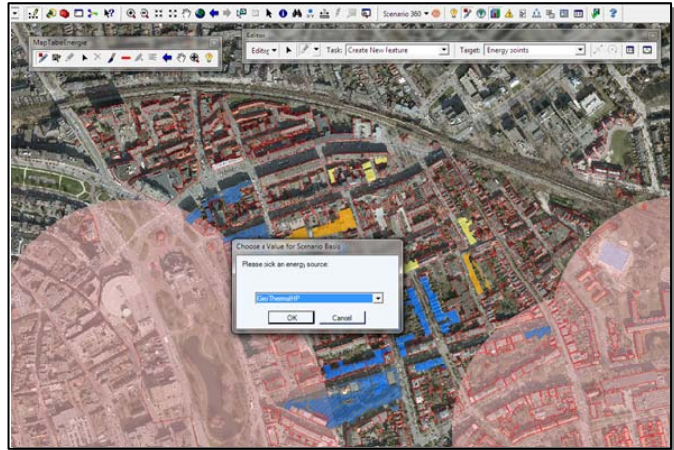 Scenario 360
MapTableEnergie
Editor
Editor
Task: Create New Feature
Target: Energy points
Choose a Value for Scenario Basis
Please pick an energy source:
GeoThermalHP
OK
Cancel